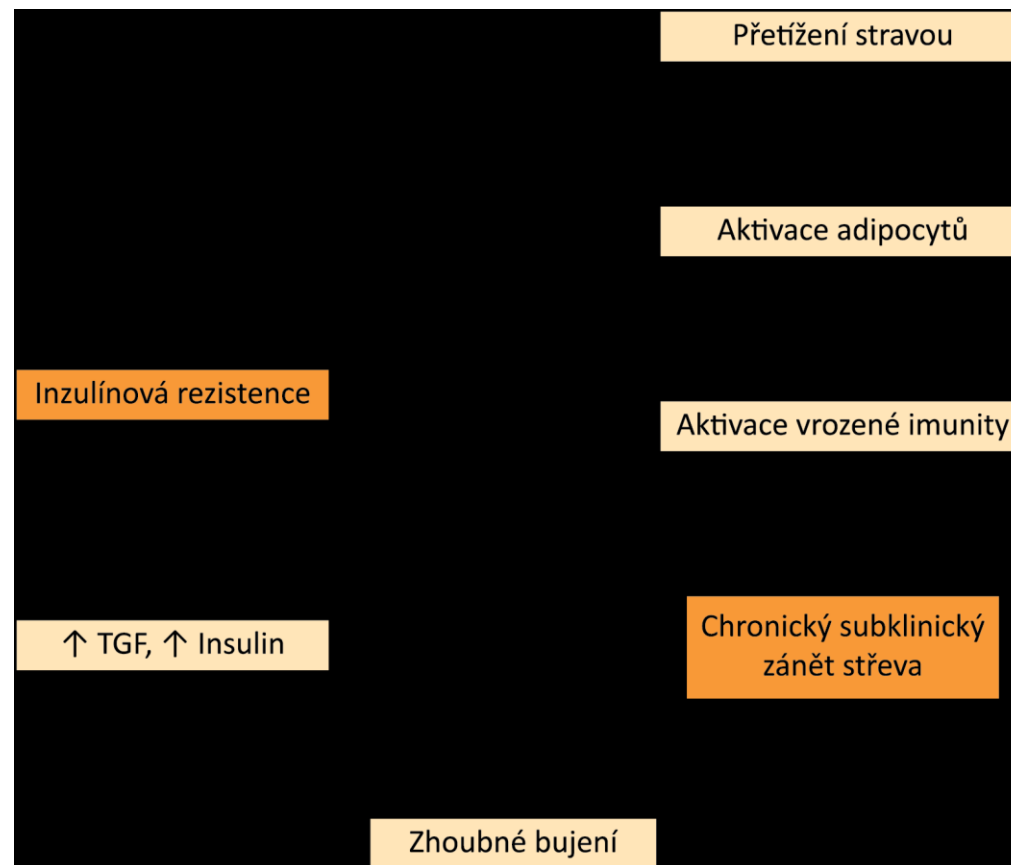 Přetížení stravou
Aktivace adipocytů
Inzulínová rezistence
Aktivace vrozené imunity
↑ TGF, ↑ Insulin
Chronický subklinický
zánět střeva
Zhoubné bujení